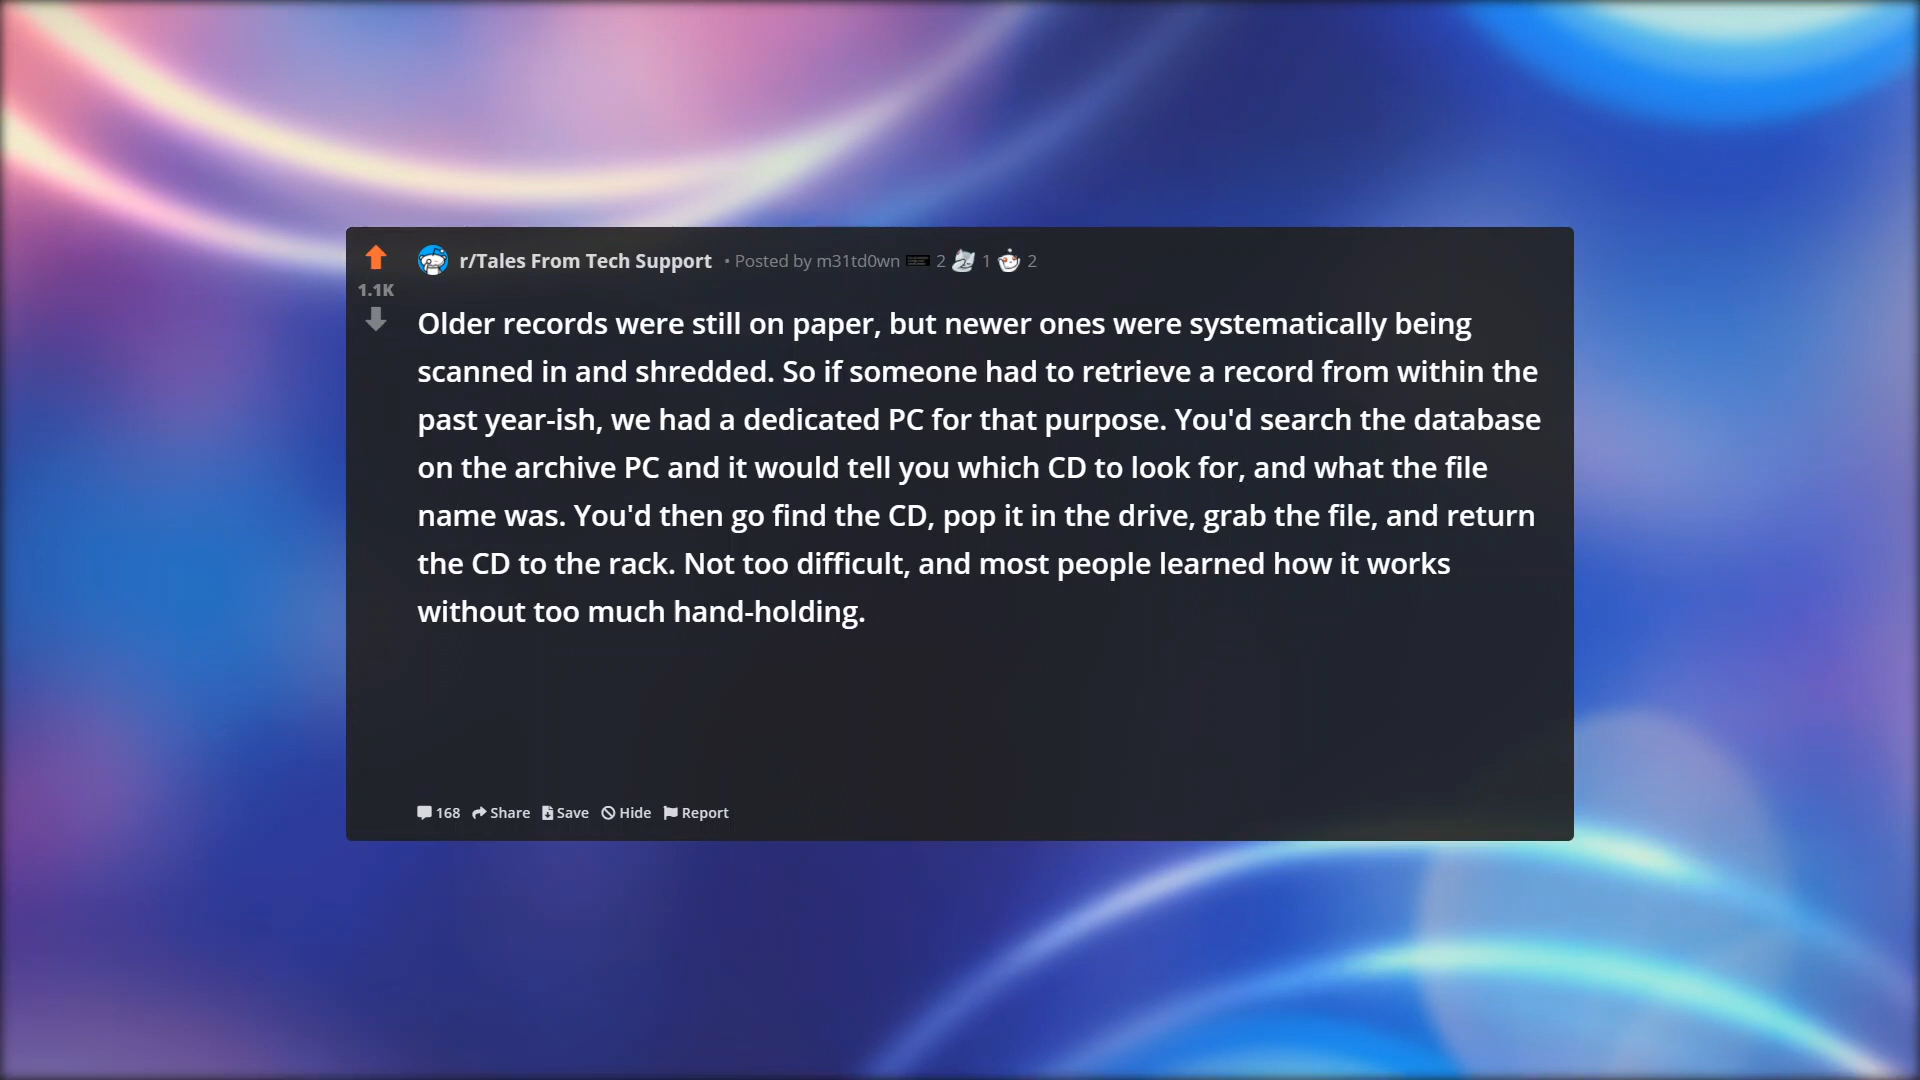 r/Tales From Tech Support • Posted by m31td0wn 2 1 2
1.1K
Older records were still on paper, but newer ones were systematically being
scanned in and shredded. So if someone had to retrieve a record from within the
past year-ish, we had a dedicated PC for that purpose. You'd search the database
on the archive PC and it would tell you which CD to look for, and what the file
name was. You'd then go find the CD, pop it in the drive, grab the file, and return
the CD to the rack. Not too difficult, and most people learned how it works
without too much hand-holding.
168 Share Save Hide Report